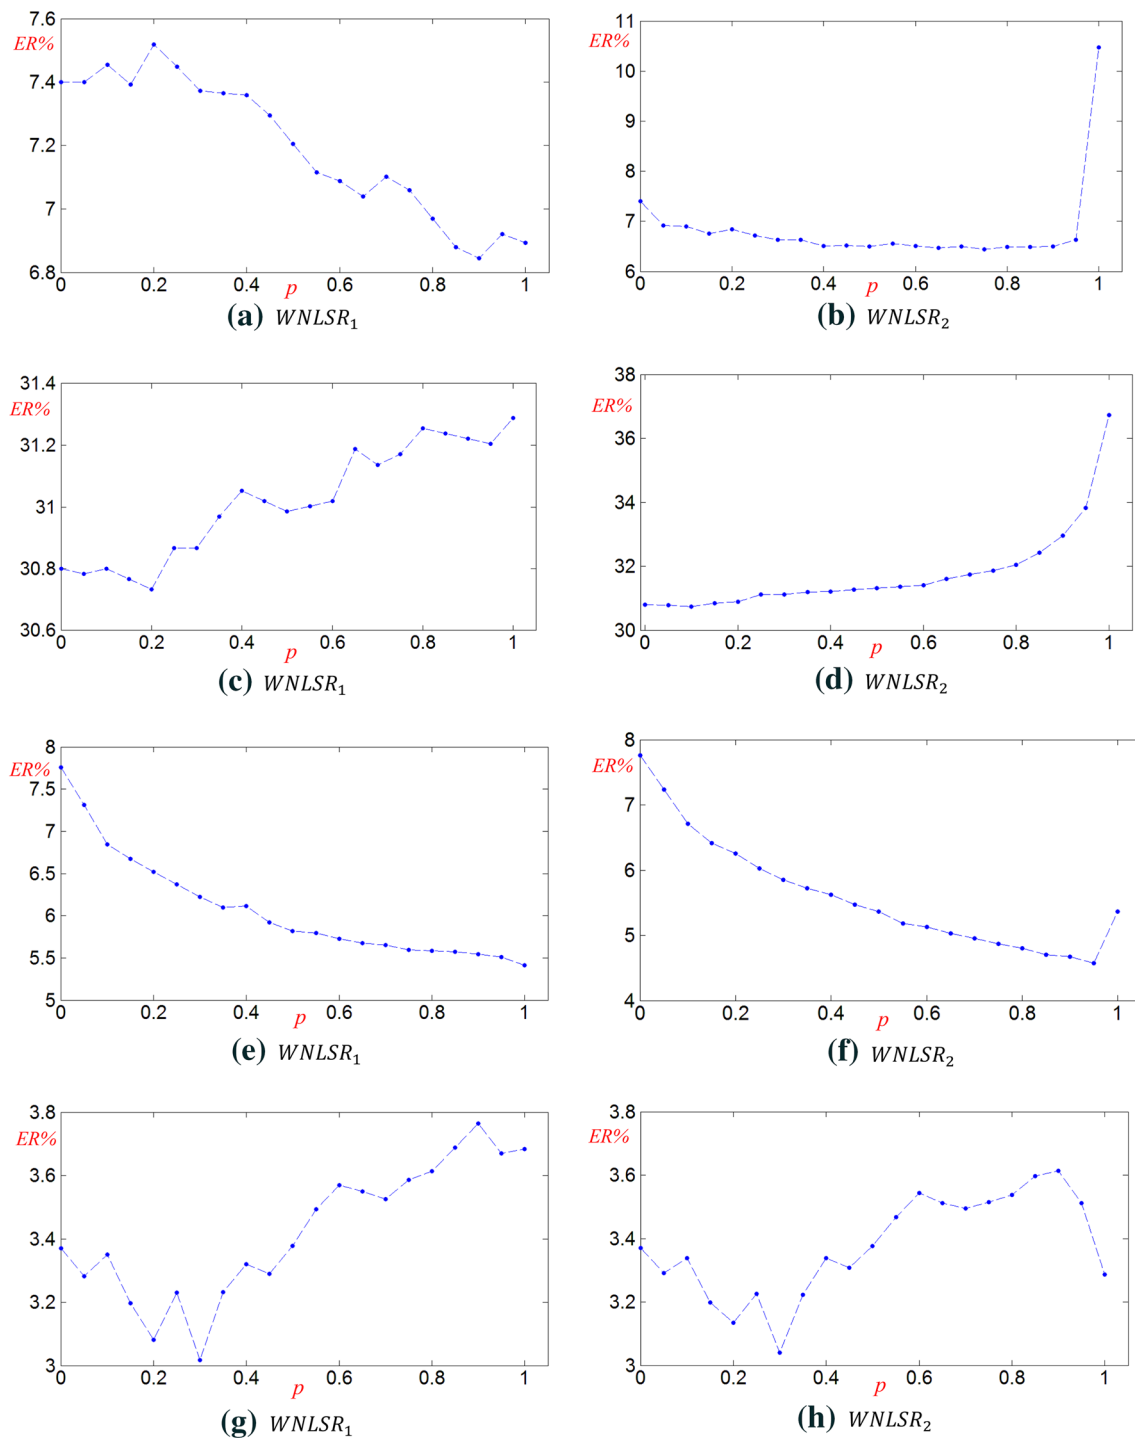 7.6
ER%
7.4
7.2
7
6.8
0 0.2 0.4 0.6 0.8 1
p
(a) WNLSR₁
11
ER%
10
9
8
7
6
0 0.2 0.4 0.6 0.8 1
p
(b) WNLSR₂
31.4
ER%
31.2
31
30.8
30.6
0 0.2 0.4 0.6 0.8 1
p
(c) WNLSR₁
38
ER%
36
34
32
30
0 0.2 0.4 0.6 0.8 1
p
(d) WNLSR₂
8
ER%
7.5
7
6.5
6
5.5
5
0 0.2 0.4 0.6 0.8 1
p
(e) WNLSR₁
8
ER%
7
6
5
4
0 0.2 0.4 0.6 0.8 1
p
(f) WNLSR₂
3.8
ER%
3.6
3.4
3.2
3
0 0.2 0.4 0.6 0.8 1
p
(g) WNLSR₁
3.8
ER%
3.6
3.4
3.2
3
0 0.2 0.4 0.6 0.8 1
p
(h) WNLSR₂